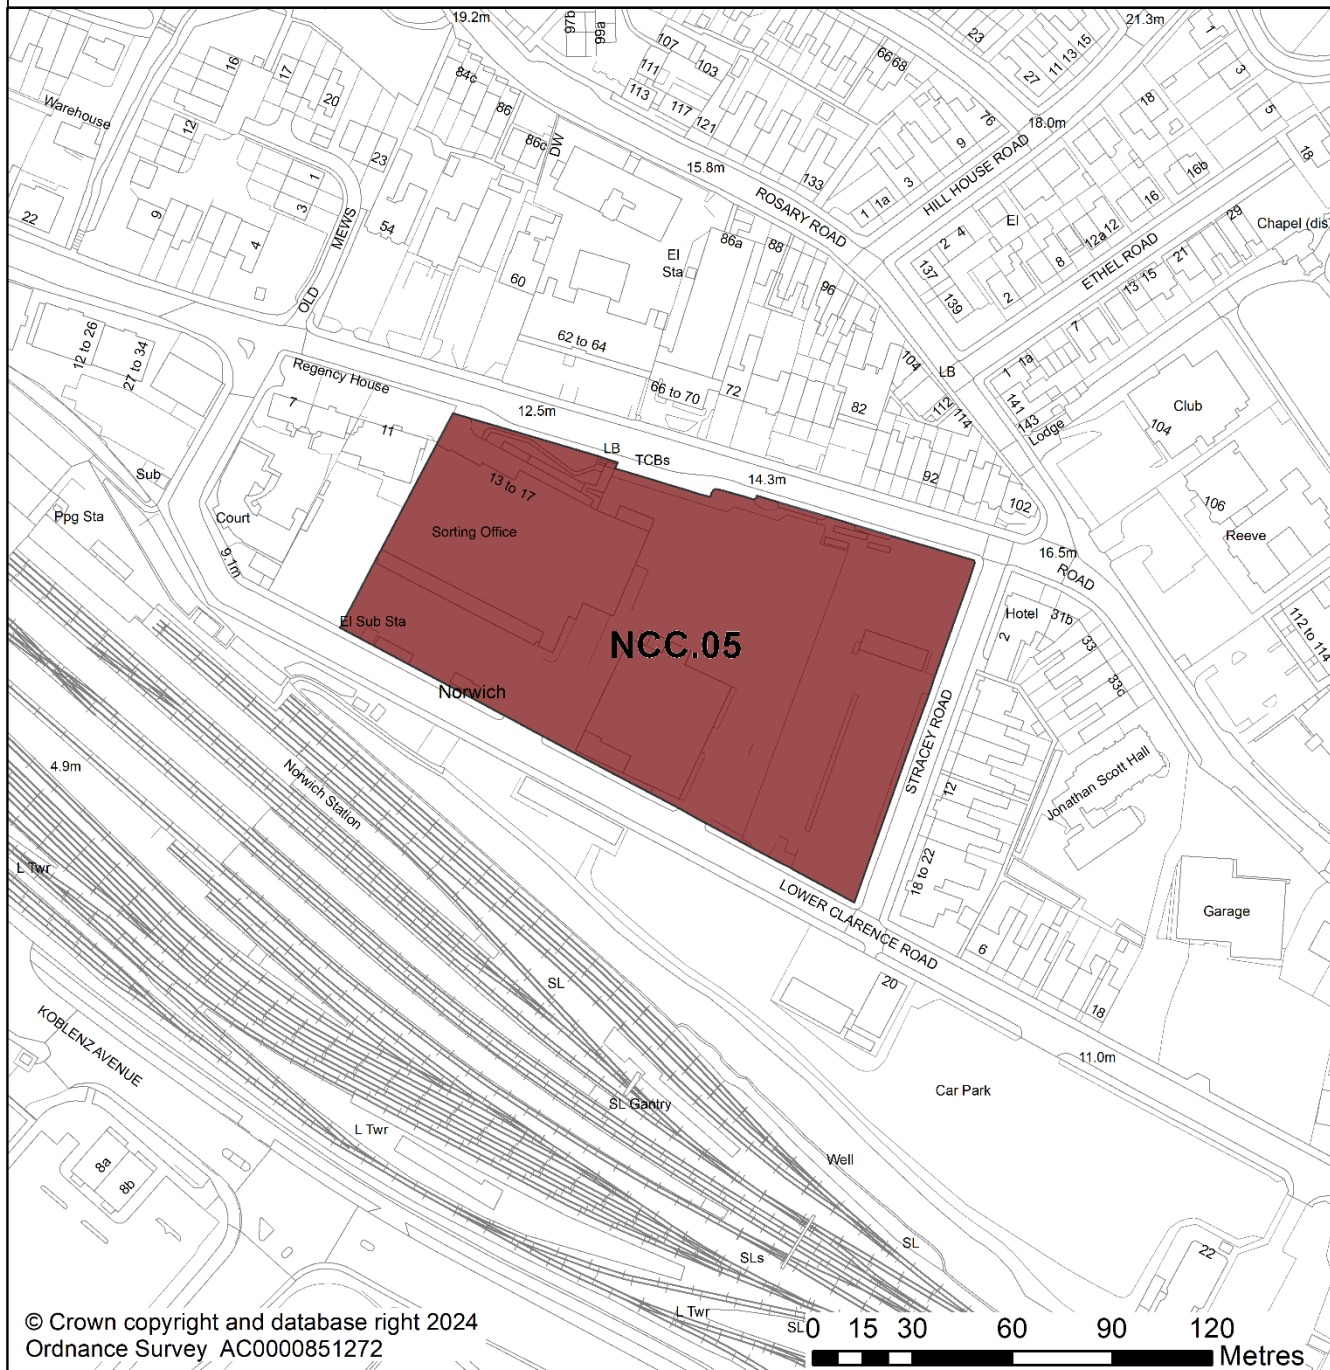 19.2m
97b
99a
21.3m
107
103
111
113
117
121
66
68
23
27
11
13
15
1
3
5
18
16
17
20
84c
86
86c
DW
Warehouse
12
23
1
3
9
4
22
54
MEWS
OLD
15.8m
133
76
9
3
1
1a
18.0m
HILL HOUSE ROAD
ROSARY ROAD
18
16b
16
El
12
12a
8
2
4
137
139
2
ETHEL ROAD
29
21
15
13
7
Chapel (dis
60
El
Sta
86a
88
96
62 to 64
66 to 70
72
82
104
112
114
LB
1
1a
141
143
Lodge
Club
104
12 to 26
27 to 34
Regency House
7
11
12.5m
LB
TCBs
14.3m
92
102
106
Reeve
Sub
Ppg Sta
Court
9.1m
13 to 17
Sorting Office
El Sub Sta
NCC.05
Norwich
16.5m
ROAD
Hotel
2
31b
33
33c
112 to 114
STRACEY ROAD
12
18 to 22
Jonathan Scott Hall
4.9m
Norwich Station
L Twr
LOWER CLARENCE ROAD
6
18
20
Garage
11.0m
Car Park
SL
KOBLENZ AVENUE
SL Gantry
L Twr
8a
8b
Well
SL
SLs
22
L Twr
SL
© Crown copyright and database right 2024
Ordnance Survey AC0000851272
0 15 30 60 90 120
Metres